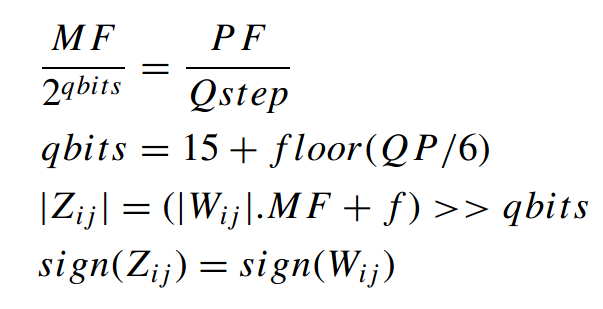 MF/2^qbits = PF/Qstep
qbits = 15 + floor(QP/6)
|Z_ij| = (|W_ij|.MF + f) >> qbits
sign(Z_ij) = sign(W_ij)